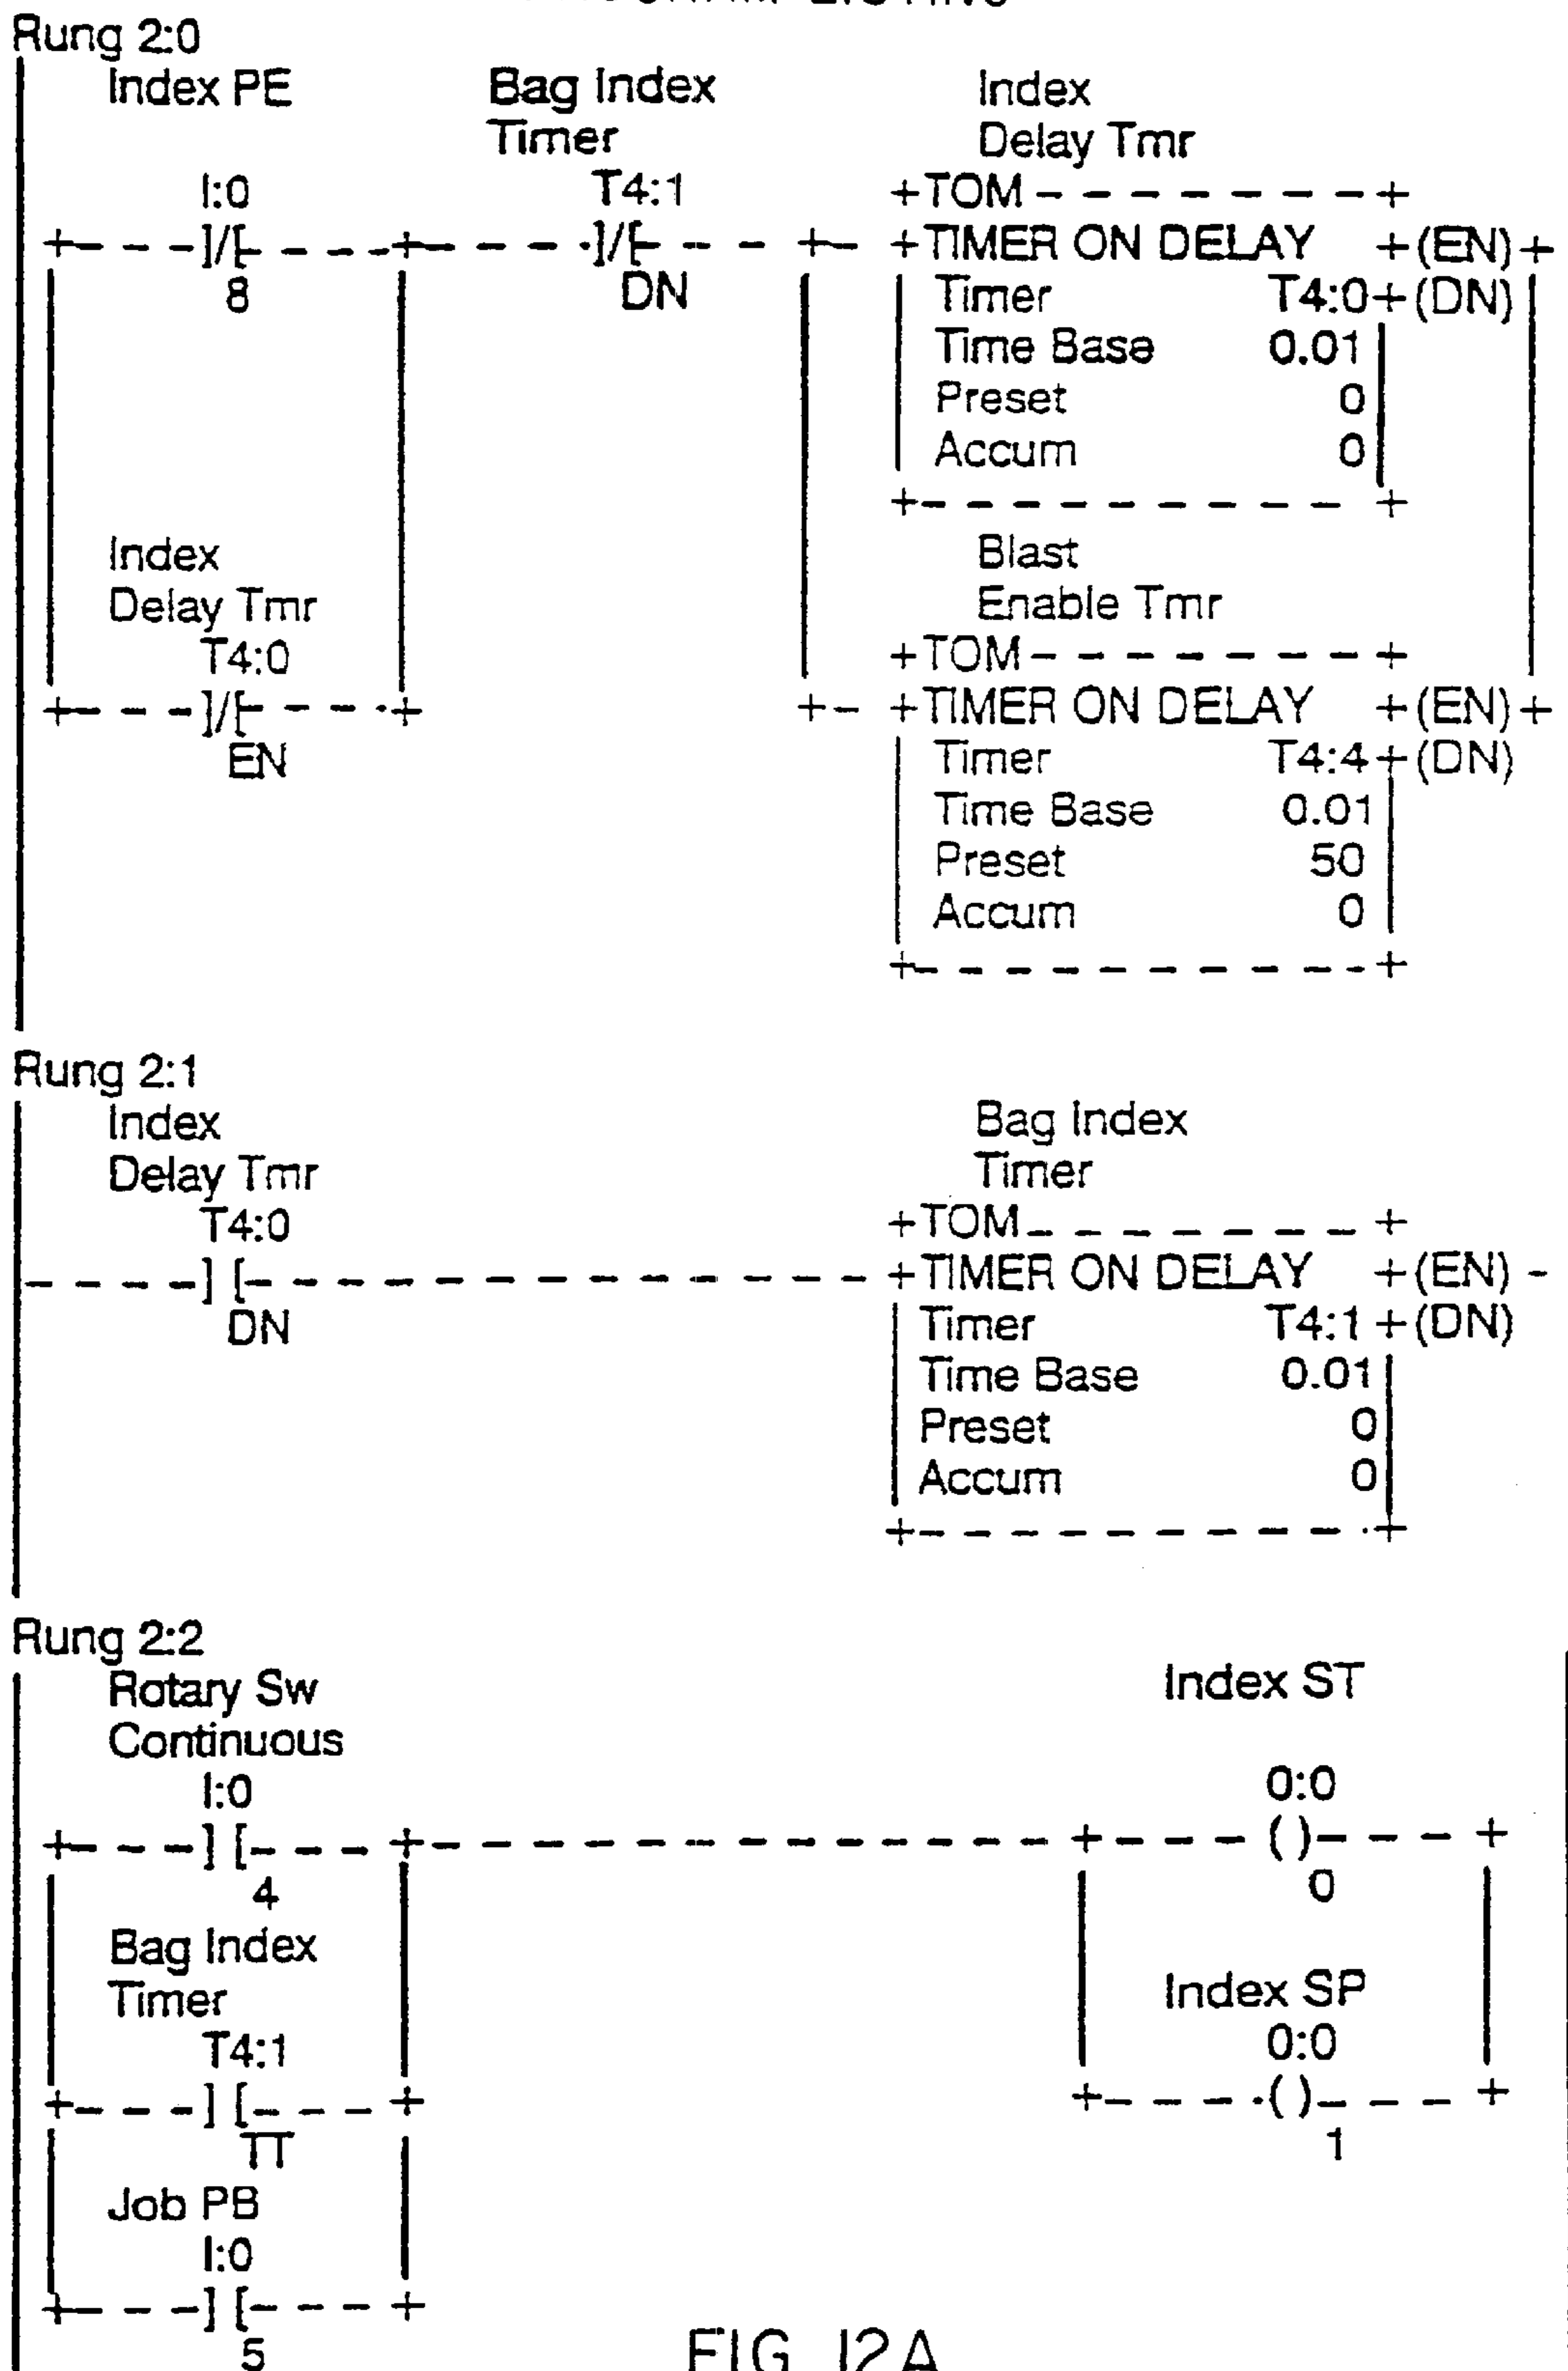 Rung 2:0
Index PE Bag Index Index
Timer Delay Tmr
I:0 T4:1 +TOM- - - - - - - -+
+- - -]/[- - - -+- - - -]/[- - - +- +TIMER ON DELAY +(EN)+
8 DN | Timer T4:0+(DN)
Time Base 0.01
Preset 0
Accum 0
+- - - - - - - - - - +
Index Blast
Delay Tmr Enable Tmr
T4:0 +TOM- - - - - - - -+
+- - -]/[- - - -+ +- +TIMER ON DELAY +(EN)+
EN Timer T4:4+(DN)
Time Base 0.01
Preset 50
Accum 0
+- - - - - - - - - - -+
Rung 2:1
Index Bag Index
Delay Tmr Timer
T4:0 +TOM- - - - - - - +
- - - -] [- - - - - - - - - - - - - - +TIMER ON DELAY +(EN) -
DN Timer T4:1 +(DN)
Time Base 0.01
Preset 0
Accum 0
+- - - - - - - - - - -+
Rung 2:2
Rotary Sw Index ST
Continuous
I:0 0:0
+- - -] [- - - +- - - - - - - - - - - - - - +- - - - ( )- - - +
4 0
Bag Index
Timer Index SP
T4:1 0:0
+- - -] [- - - -+ +- - - -( )- - - +
TT 1
Job PB
I:0
+- - -] [- - - +
5
FIG. 12A